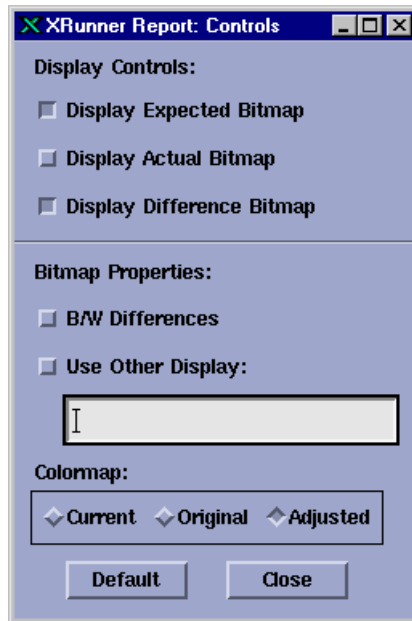 XRunner Report: Controls
Display Controls:
Display Expected Bitmap
Display Actual Bitmap
Display Difference Bitmap
Bitmap Properties:
B/W Differences
Use Other Display:
Colormap:
Current Original Adjusted
Default Close